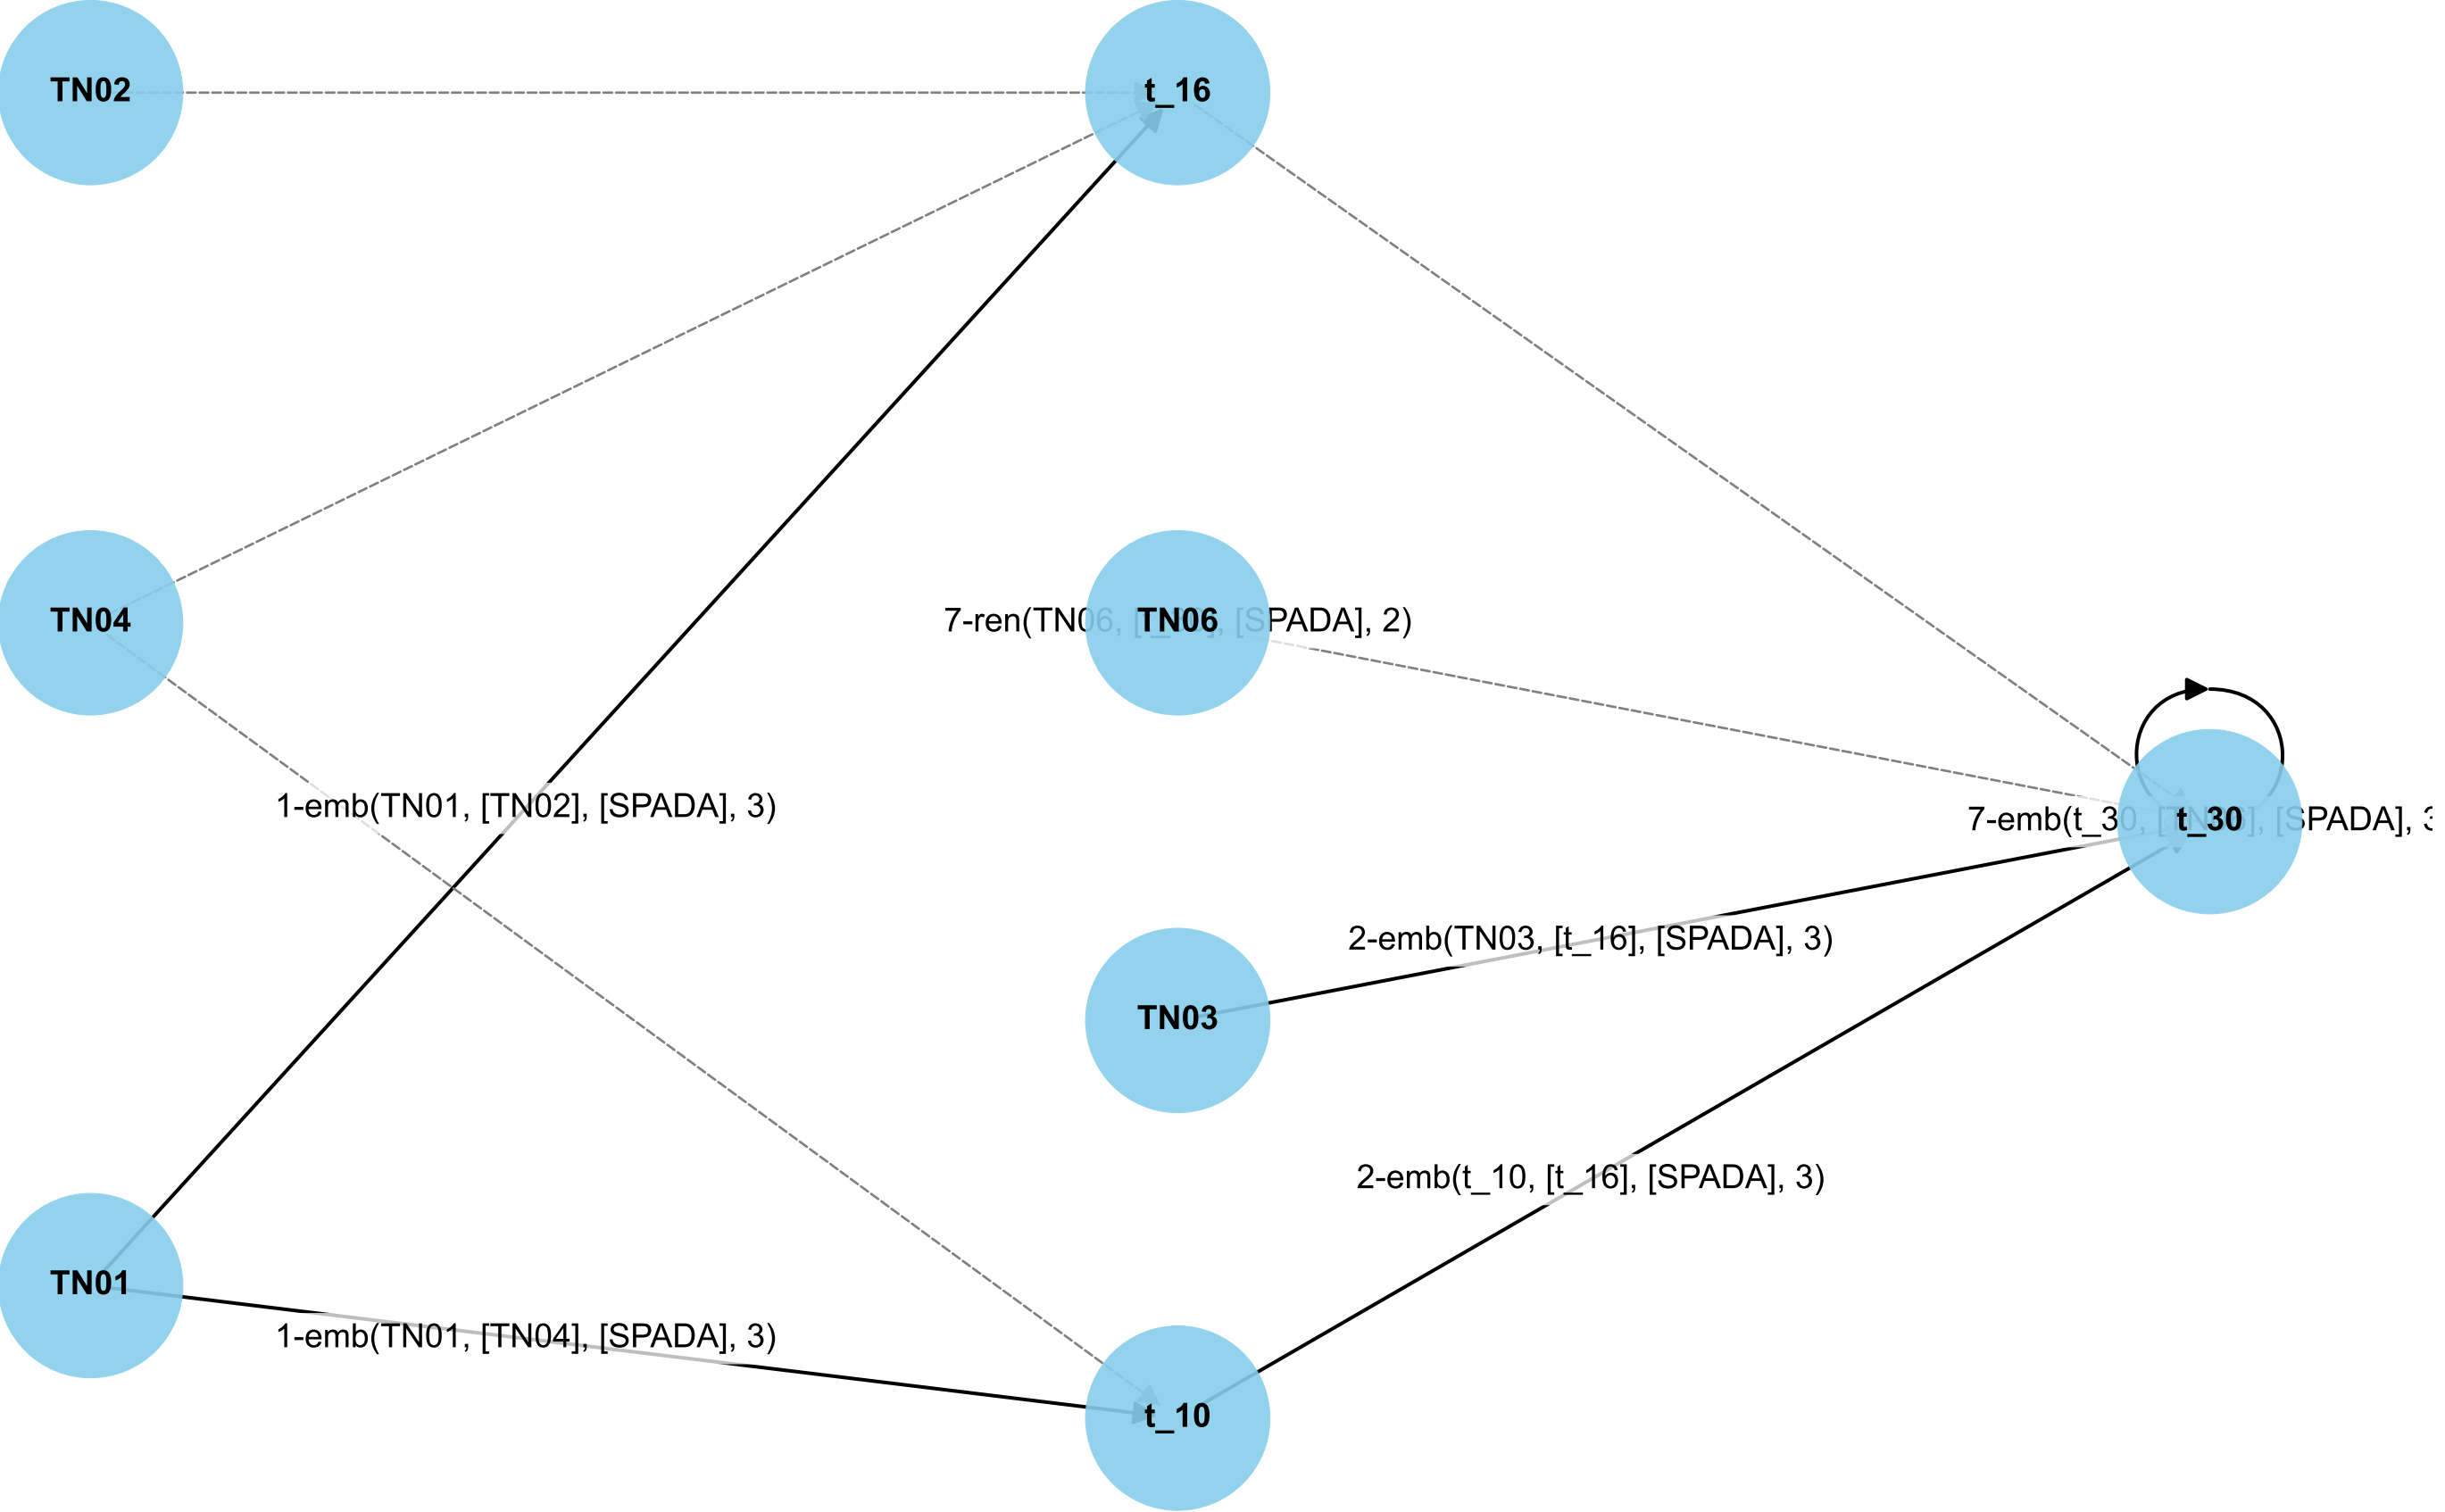 TN02
t_16
TN04
7-ren(TN06, [t_16], [SPADA], 2)
TN06
1-emb(TN01, [TN02], [SPADA], 3)
7-emb(t_30, [TN06], [SPADA], 3
t_30
2-emb(TN03, [t_16], [SPADA], 3)
TN03
2-emb(t_10, [t_16], [SPADA], 3)
TN01
1-emb(TN01, [TN04], [SPADA], 3)
t_10